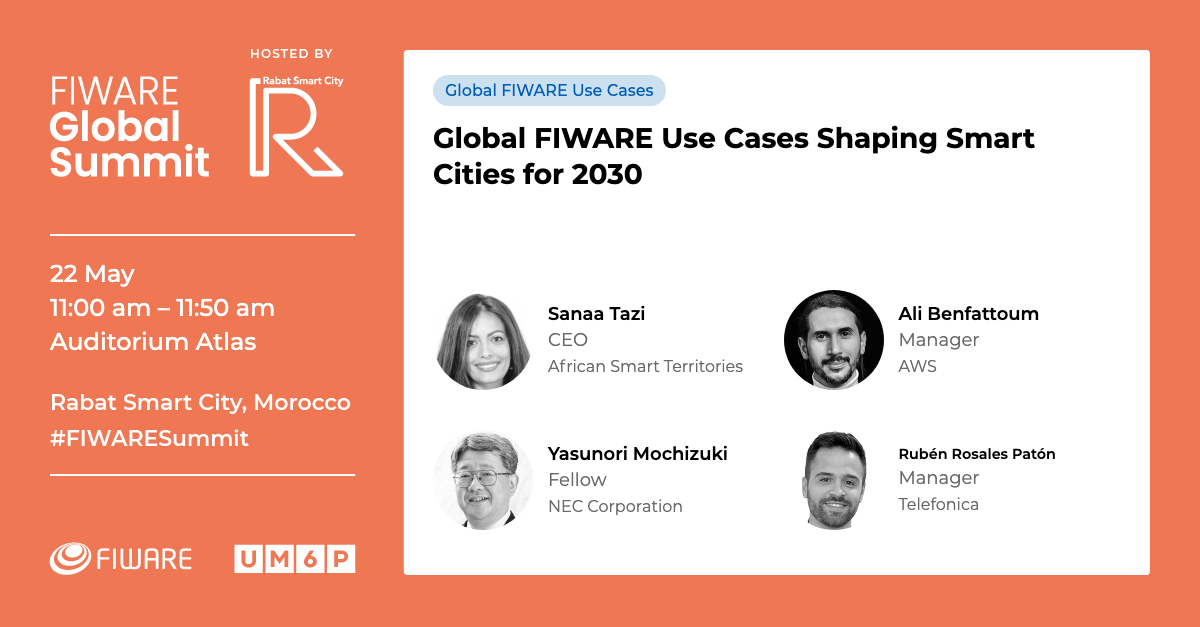 HOSTED BY
FIWARE
Global
Summit
Rabat Smart City
R
22 May
11:00 am – 11:50 am
Auditorium Atlas
Rabat Smart City, Morocco
#FIWARESummit
FIWARE
UM6P
Global FIWARE Use Cases
Global FIWARE Use Cases Shaping Smart
Cities for 2030
Sanaa Tazi
CEO
African Smart Territories
Ali Benfattoum
Manager
AWS
Yasunori Mochizuki
Fellow
NEC Corporation
Rubén Rosales Patón
Manager
Telefonica